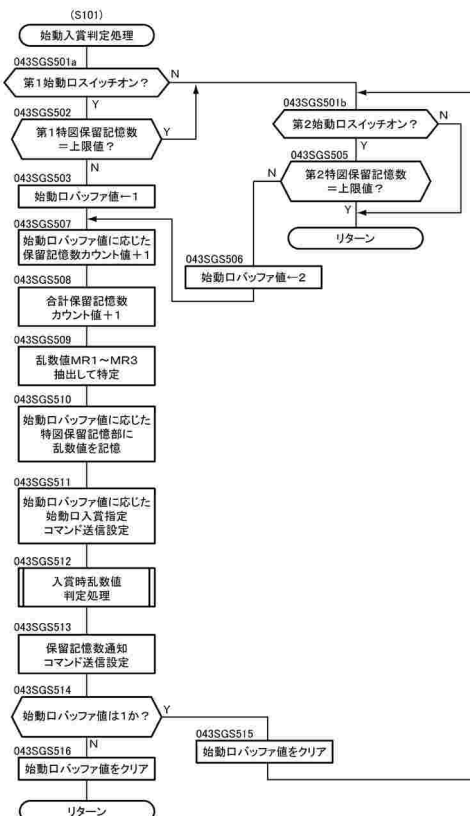 (S101)
始動入賞判定処理
043SGS501a
第1始動口スイッチオン?
N
Y
043SGS502
第1特図保留記憶数
=上限値?
Y
N
043SGS503
始動口バッファ値←1
043SGS507
始動口バッファ値に応じた
保留記憶数カウント値+1
043SGS508
合計保留記憶数
カウント値+1
043SGS509
乱数値MR1~MR3
抽出して特定
043SGS510
始動口バッファ値に応じた
特図保留記憶部に
乱数値を記憶
043SGS511
始動口バッファ値に応じた
始動口入賞指定
コマンド送信設定
043SGS512
入賞時乱数値
判定処理
043SGS513
保留記憶数通知
コマンド送信設定
043SGS514
始動口バッファ値は1か?
Y
N
043SGS516
始動口バッファ値をクリア
リターン
043SGS501b
第2始動口スイッチオン?
N
Y
043SGS505
第2特図保留記憶数
=上限値?
N
Y
リターン
043SGS506
始動口バッファ値←2
043SGS515
始動口バッファ値をクリア